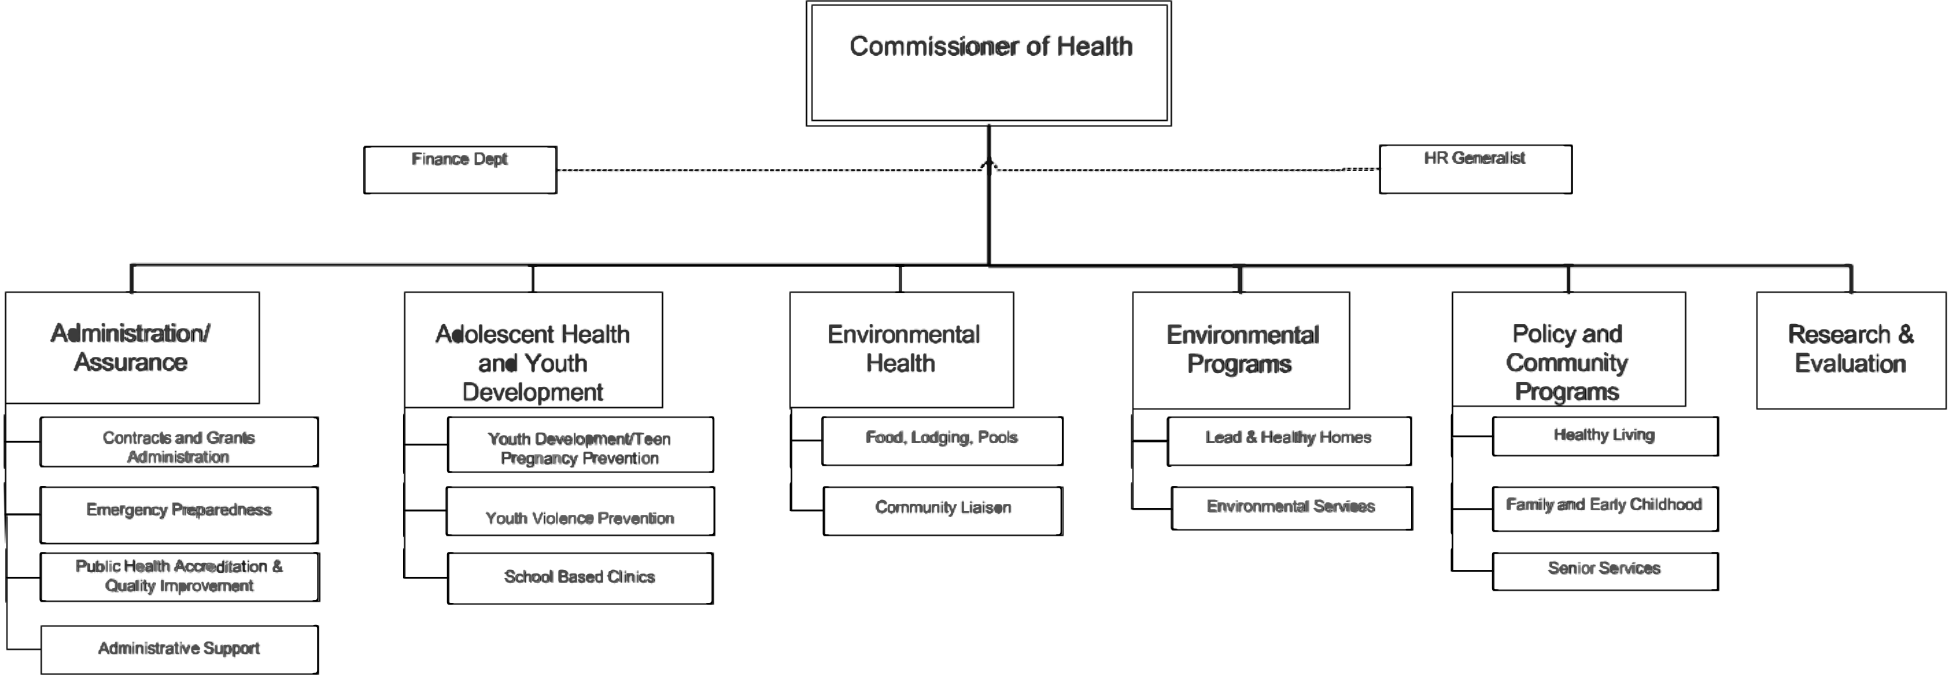 Commissioner of Health
Finance Dept
HR Generalist
Administration/
Assurance
Contracts and Grants
Administration
Emergency Preparedness
Public Health Accreditation &
Quality Improvement
Administrative Support
Adolescent Health
and Youth
Development
Youth Development/Teen
Pregnancy Prevention
Youth Violence Prevention
School Based Clinics
Environmental
Health
Food, Lodging, Pools
Community Liaison
Environmental
Programs
Lead & Healthy Homes
Environmental Services
Policy and
Community
Programs
Healthy Living
Family and Early Childhood
Senior Services
Research &
Evaluation